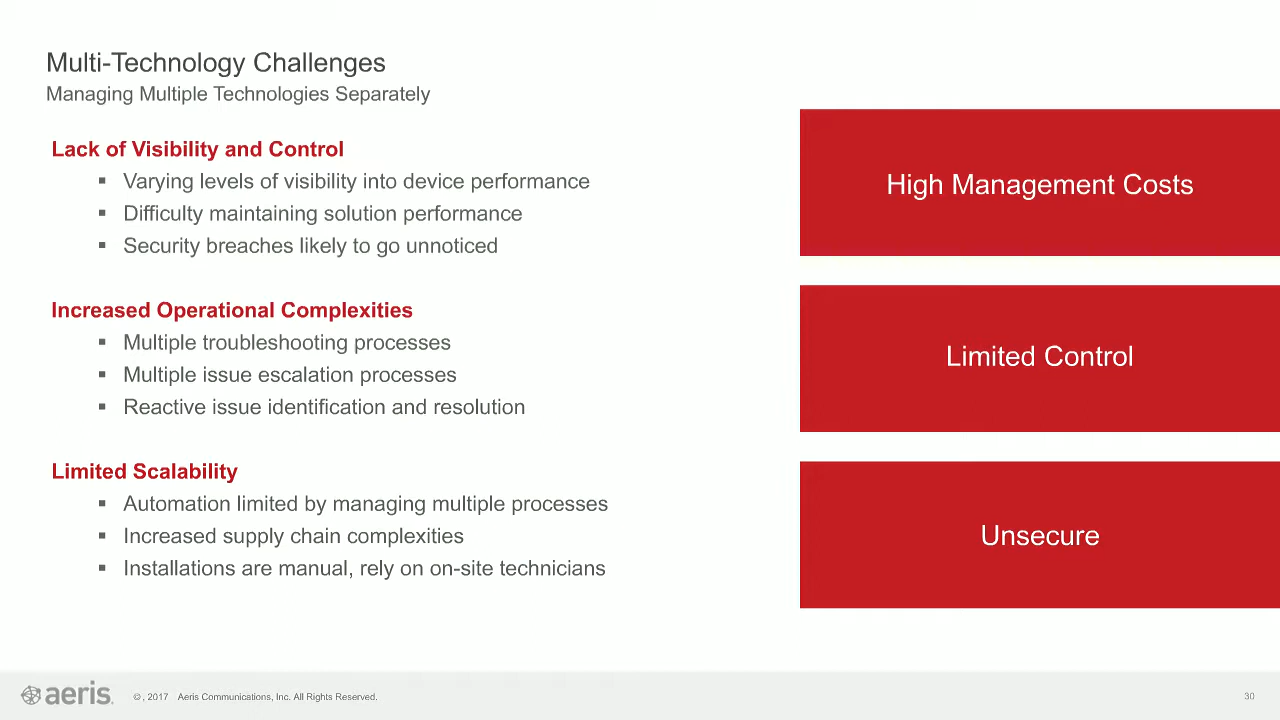 Multi-Technology Challenges
Managing Multiple Technologies Separately
Lack of Visibility and Control
▪ Varying levels of visibility into device performance
▪ Difficulty maintaining solution performance
▪ Security breaches likely to go unnoticed
Increased Operational Complexities
▪ Multiple troubleshooting processes
▪ Multiple issue escalation processes
▪ Reactive issue identification and resolution
Limited Scalability
▪ Automation limited by managing multiple processes
▪ Increased supply chain complexities
▪ Installations are manual, rely on on-site technicians
High Management Costs
Limited Control
Unsecure
aeris.
© , 2017 Aeris Communications, Inc. All Rights Reserved.
30